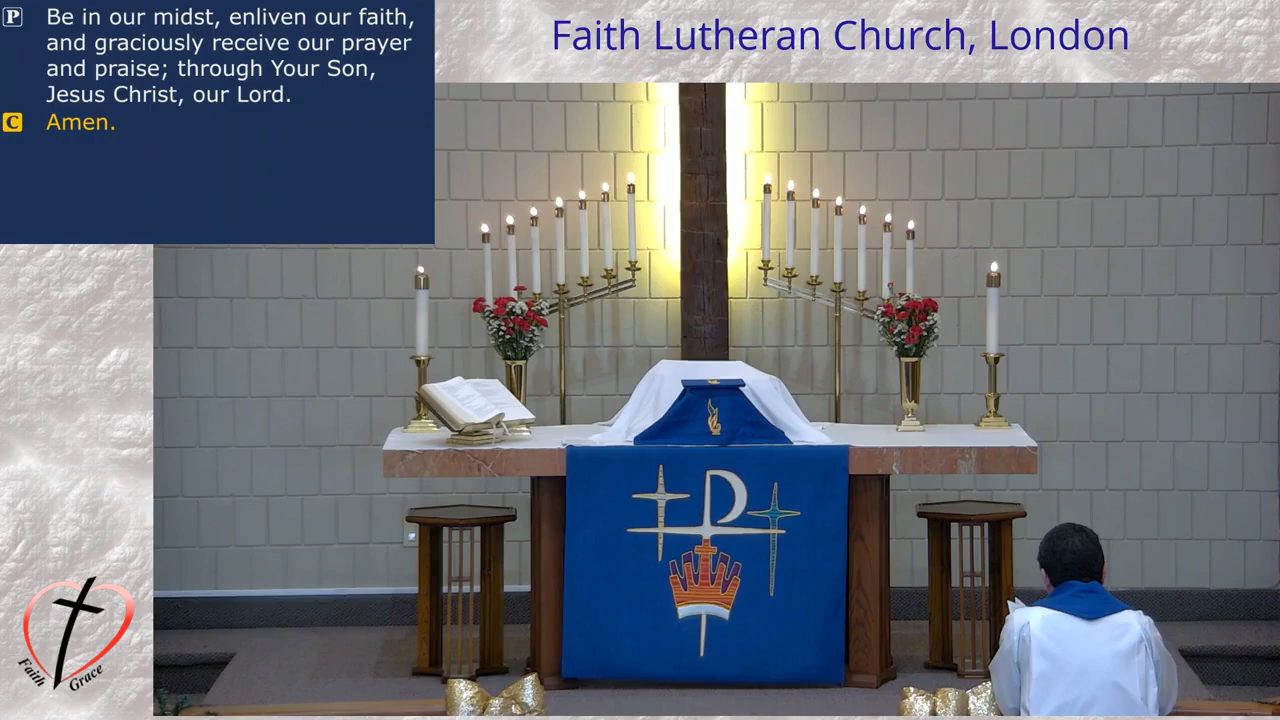 P Be in our midst, enliven our faith,
and graciously receive our prayer
and praise; through Your Son,
Jesus Christ, our Lord.
C Amen.
Faith Lutheran Church, London
Faith Grace